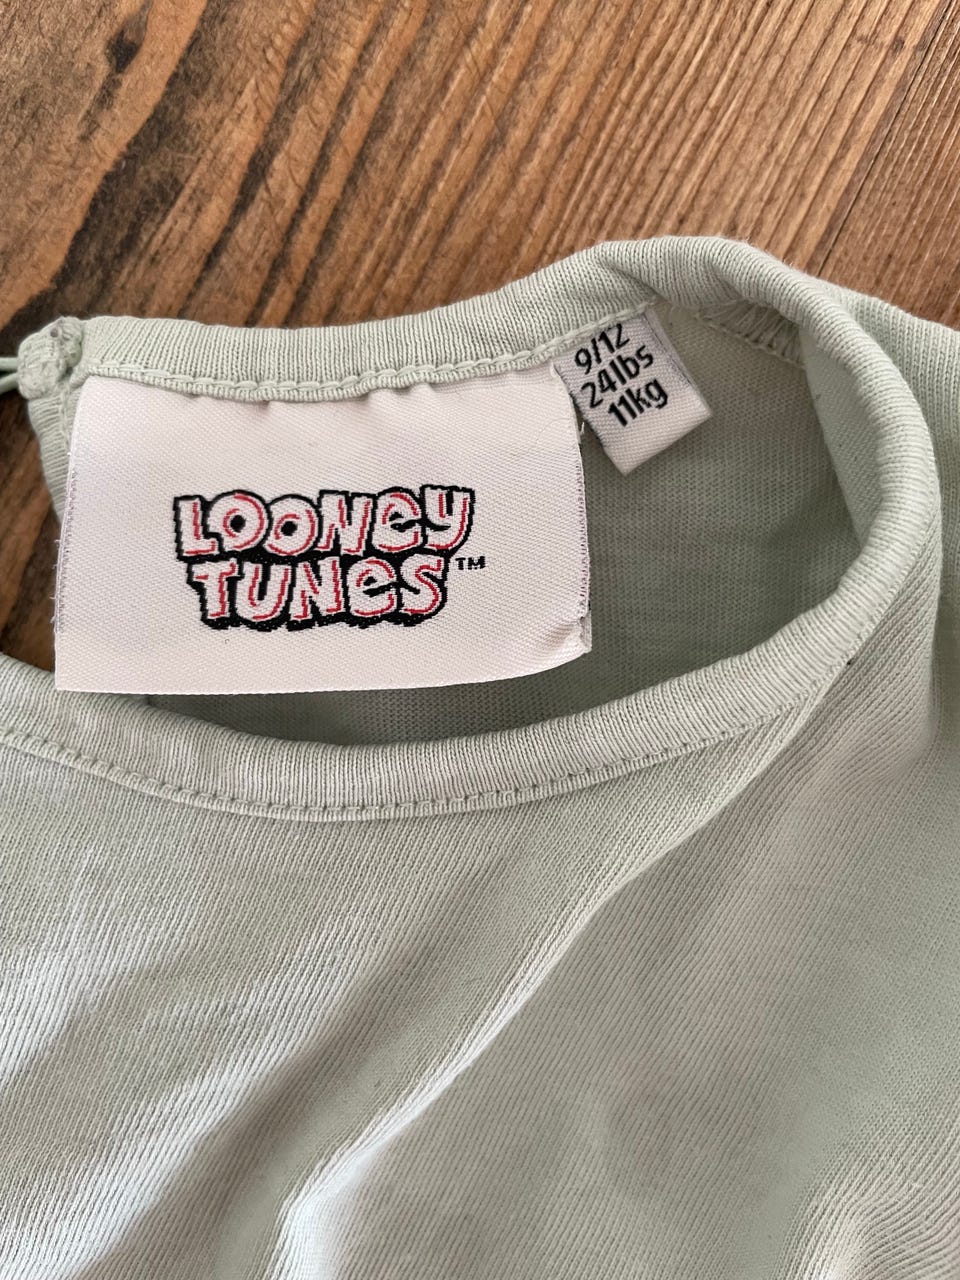 LOONEY
TUNES™
9/12
24lbs
11kg